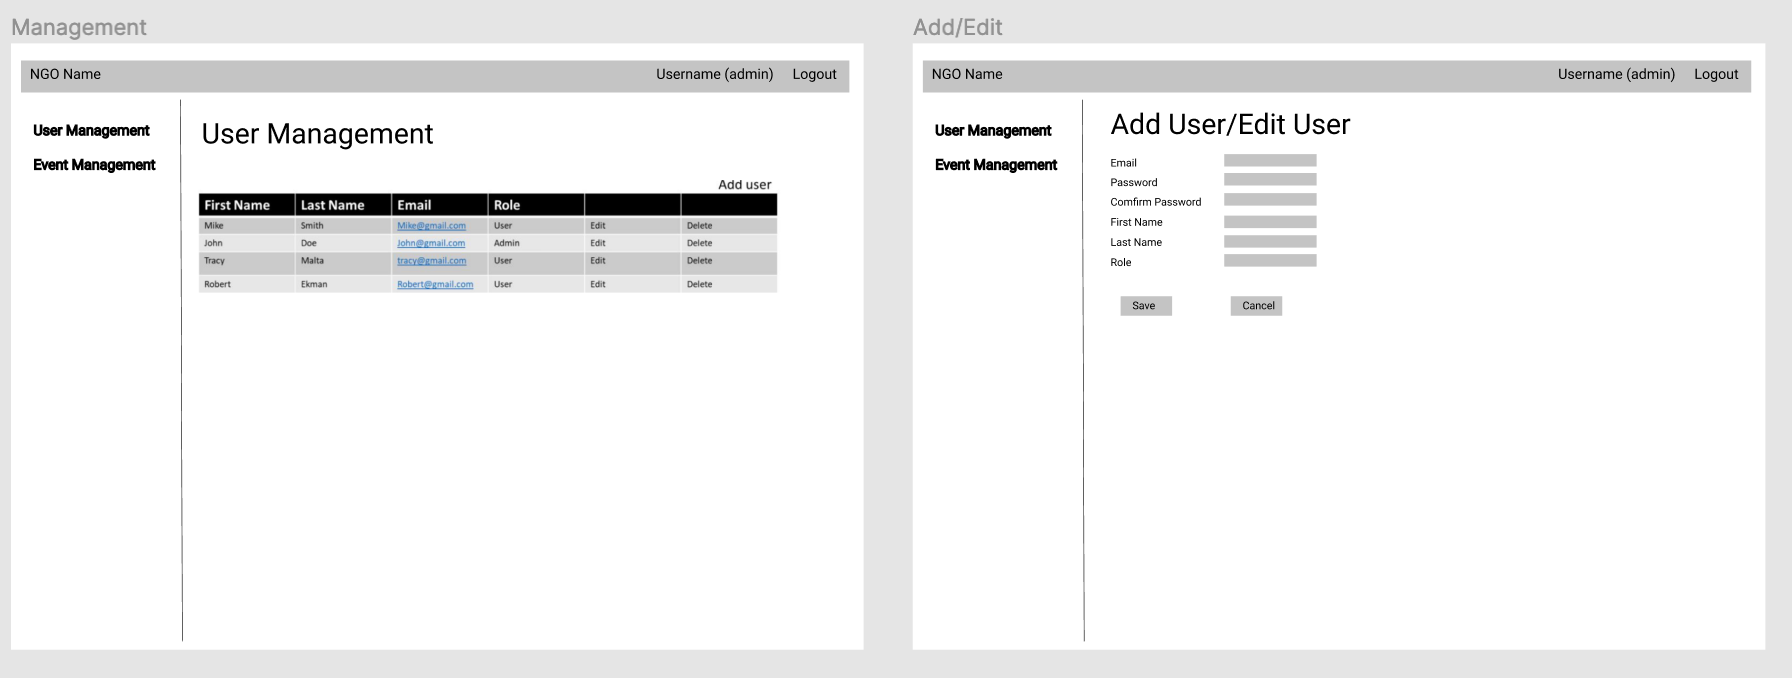 Management
NGO Name Username (admin) Logout
User Management
Event Management
User Management
Add user
First Name Last Name Email Role
Mike Smith Mike@gmail.com User Edit Delete
John Doe John@gmail.com Admin Edit Delete
Tracy Malta tracy@gmail.com User Edit Delete
Robert Ekman Robert@gmail.com User Edit Delete
Add/Edit
NGO Name Username (admin) Logout
User Management
Event Management
Add User/Edit User
Email
Password
Comfirm Password
First Name
Last Name
Role
Save Cancel